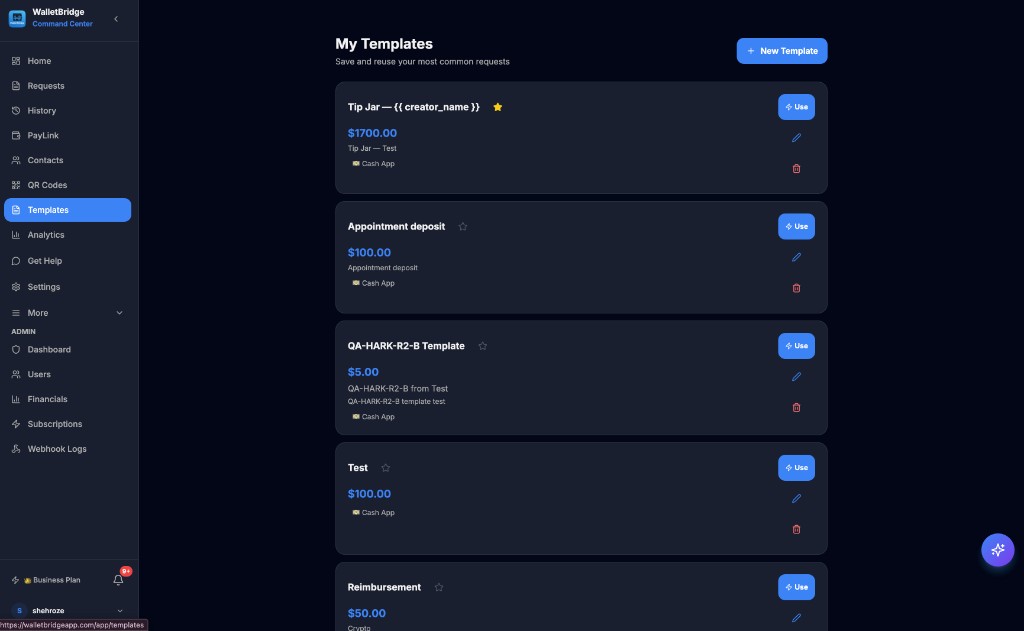 WalletBridge
Command Center
Home
Requests
History
PayLink
Contacts
QR Codes
Templates
Analytics
Get Help
Settings
More
ADMIN
Dashboard
Users
Financials
Subscriptions
Webhook Logs
Business Plan
9+
S shehroze
https://walletbridgeapp.com/app/templates
My Templates
Save and reuse your most common requests
+ New Template
Tip Jar — {{ creator_name }}
Use
$1700.00
Tip Jar — Test
Cash App
Appointment deposit
Use
$100.00
Appointment deposit
Cash App
QA-HARK-R2-B Template
Use
$5.00
QA-HARK-R2-B from Test
QA-HARK-R2-B template test
Cash App
Test
Use
$100.00
Cash App
Reimbursement
Use
$50.00
Crypto